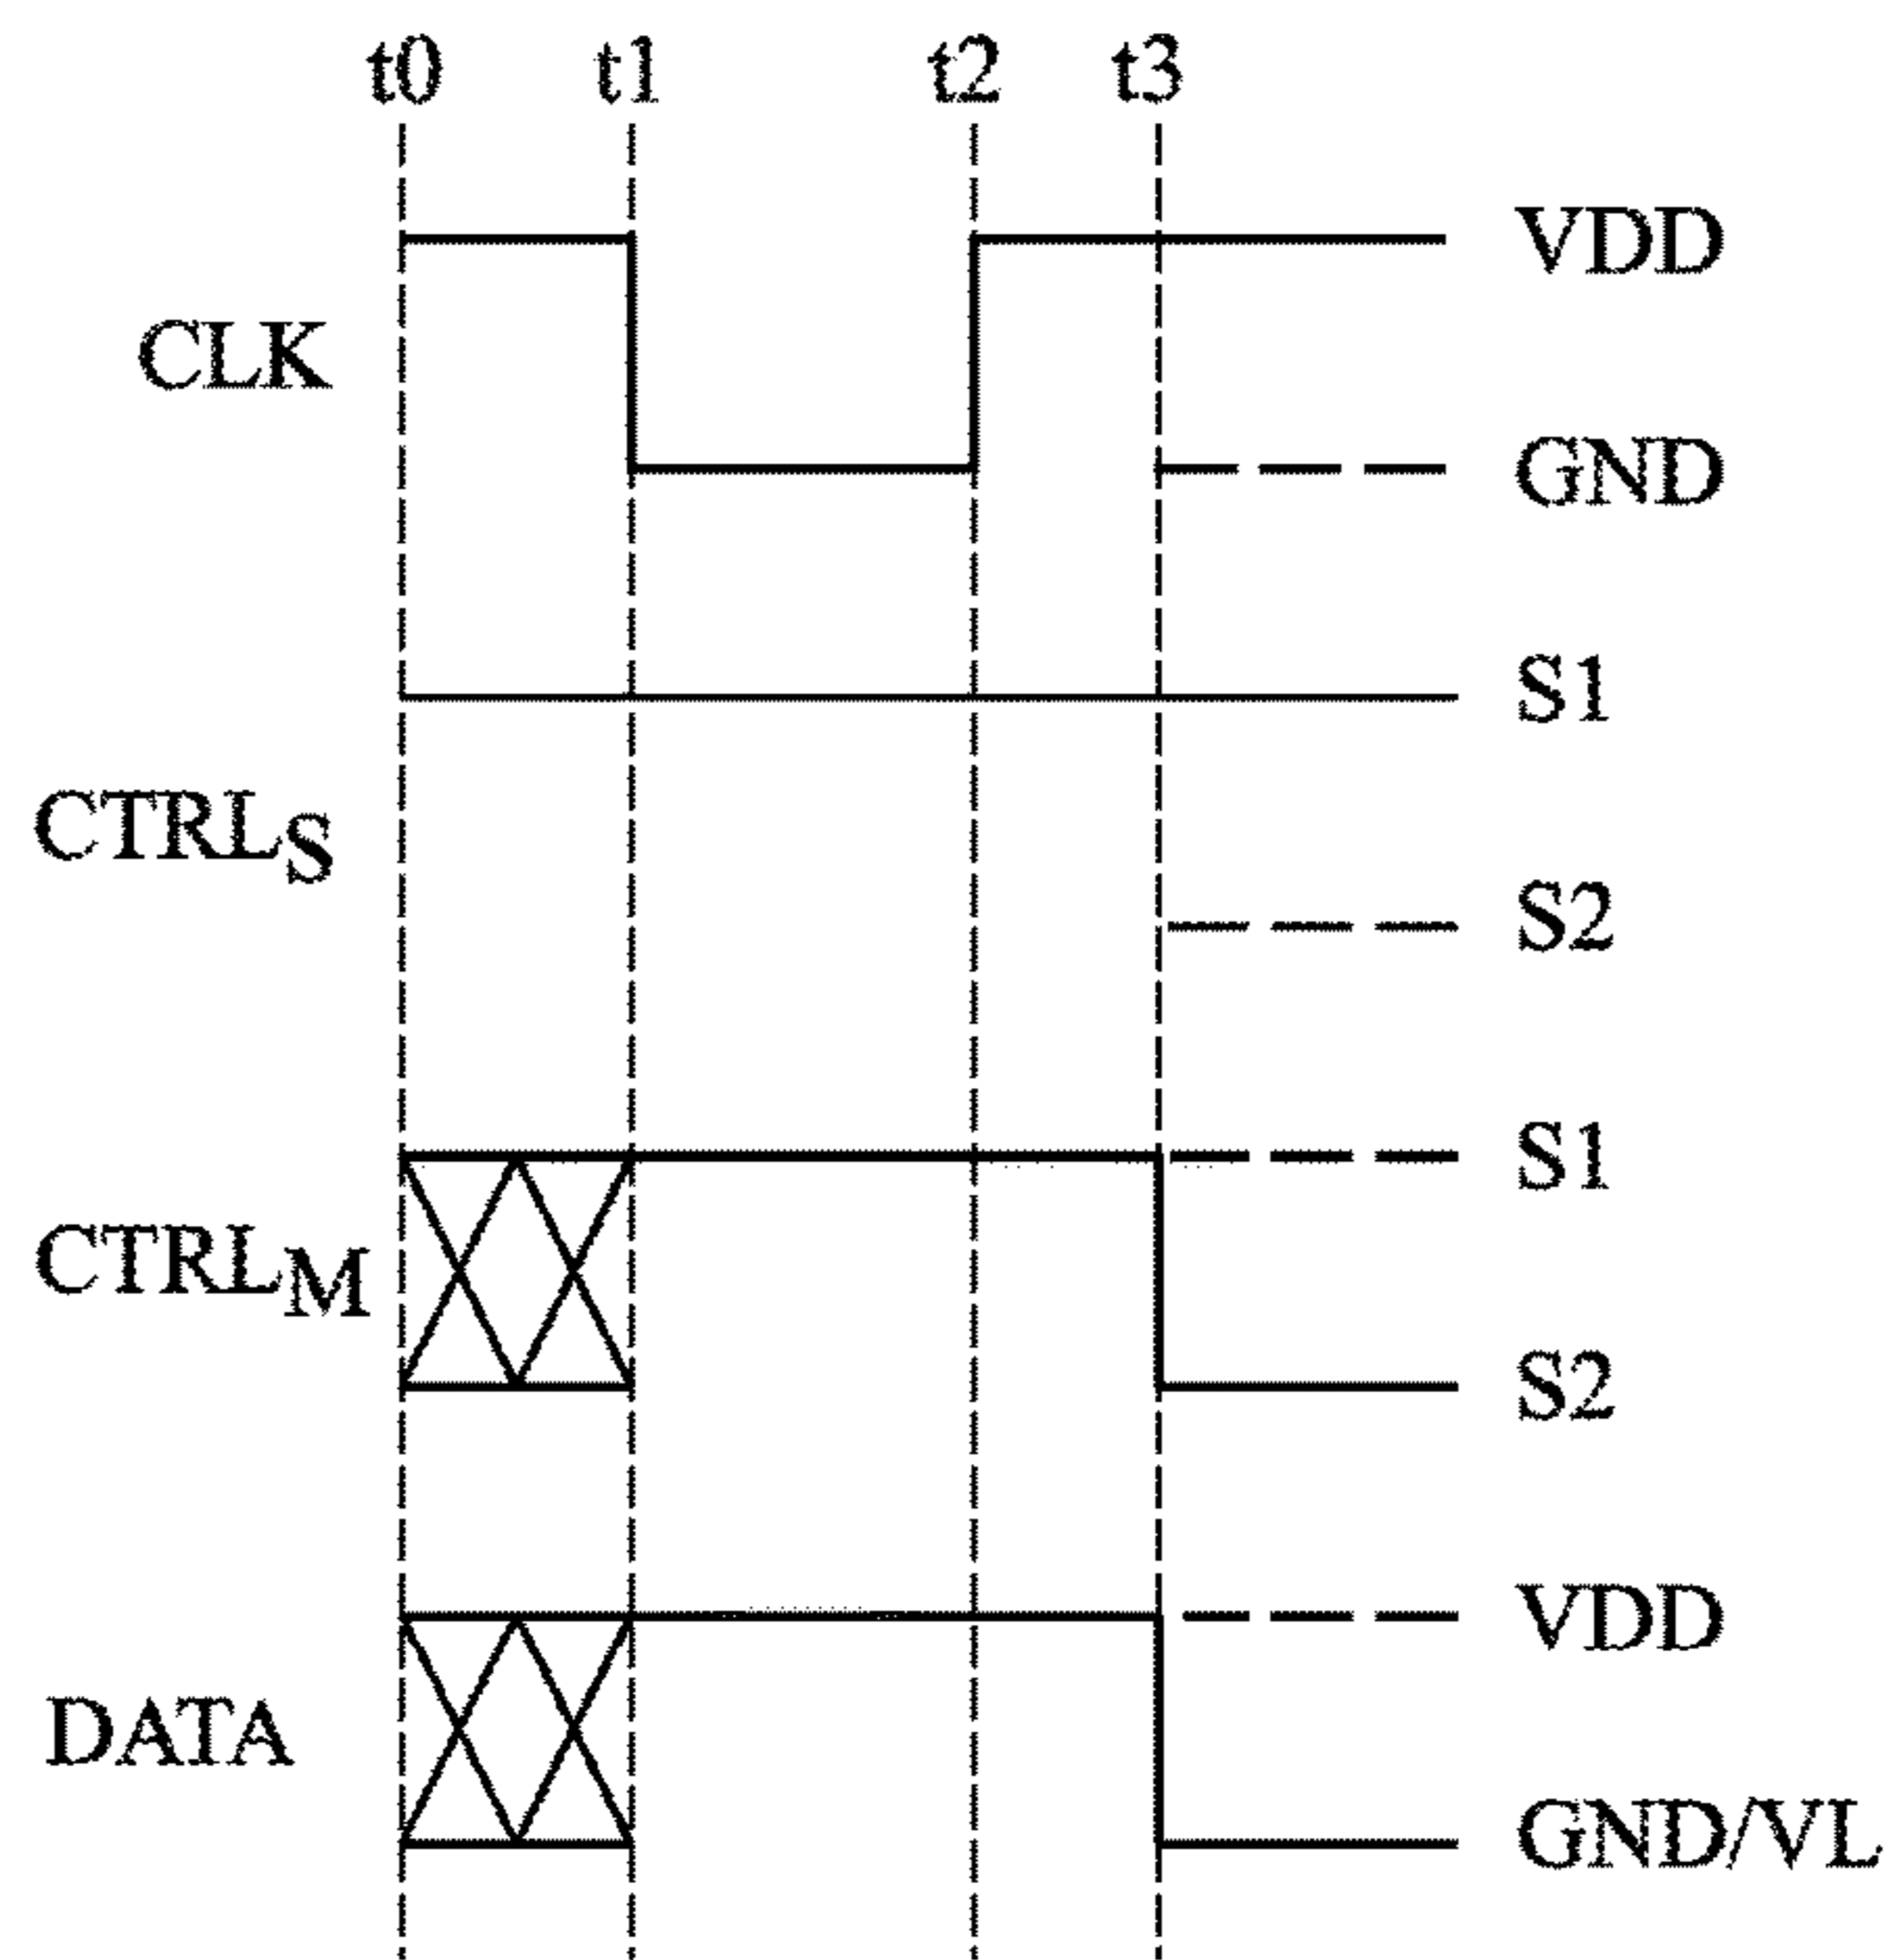 t0 t1 t2 t3
VDD
CLK
GND
S1
CTRLS
S2
S1
CTRLM
S2
VDD
DATA
GND/VL